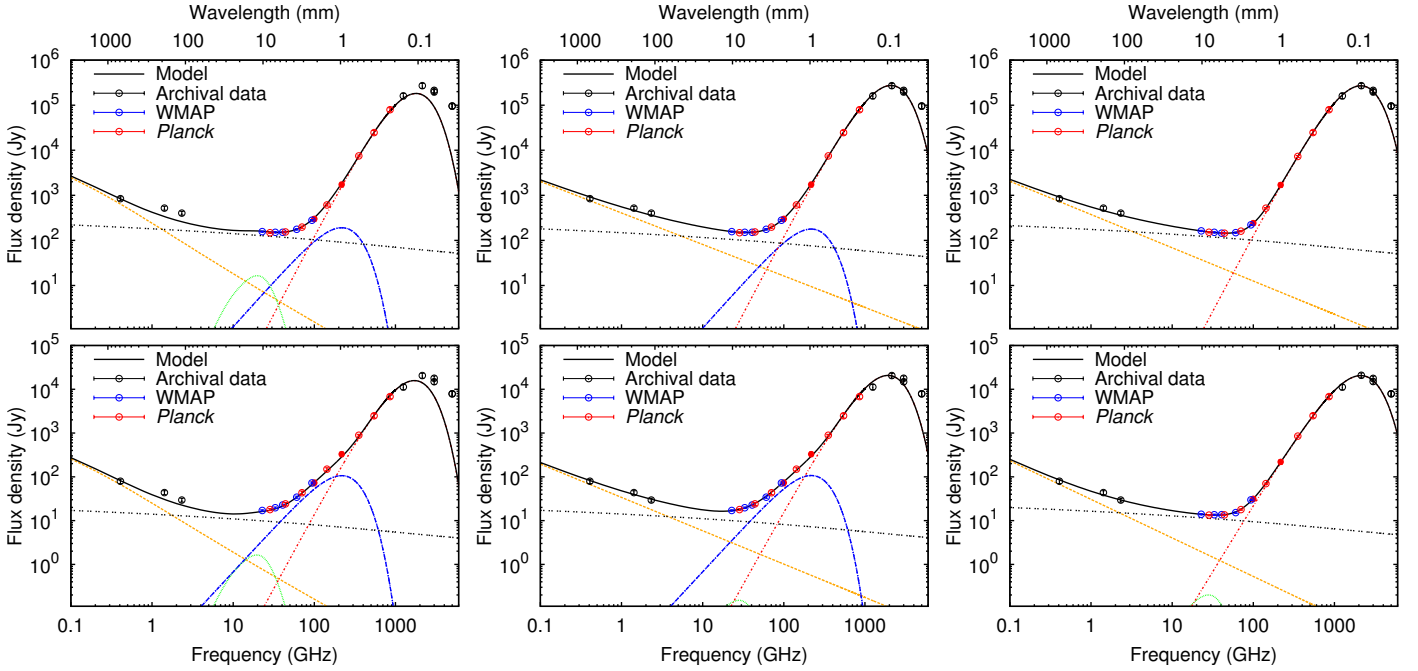 Wavelength (mm) Wavelength (mm) Wavelength (mm)
1000 100 10 1 0.1 1000 100 10 1 0.1 1000 100 10 1 0.1
Flux density (Jy)
10^6
10^5
10^4
10^3
10^2
10^1
Model
Archival data
WMAP
Planck
Flux density (Jy)
10^6
10^5
10^4
10^3
10^2
10^1
Model
Archival data
WMAP
Planck
Flux density (Jy)
10^6
10^5
10^4
10^3
10^2
10^1
Model
Archival data
WMAP
Planck
Flux density (Jy)
10^5
10^4
10^3
10^2
10^1
10^0
Model
Archival data
WMAP
Planck
Flux density (Jy)
10^5
10^4
10^3
10^2
10^1
10^0
Model
Archival data
WMAP
Planck
Flux density (Jy)
10^5
10^4
10^3
10^2
10^1
10^0
Model
Archival data
WMAP
Planck
0.1 1 10 100 1000 0.1 1 10 100 1000 0.1 1 10 100 1000
Frequency (GHz) Frequency (GHz) Frequency (GHz)